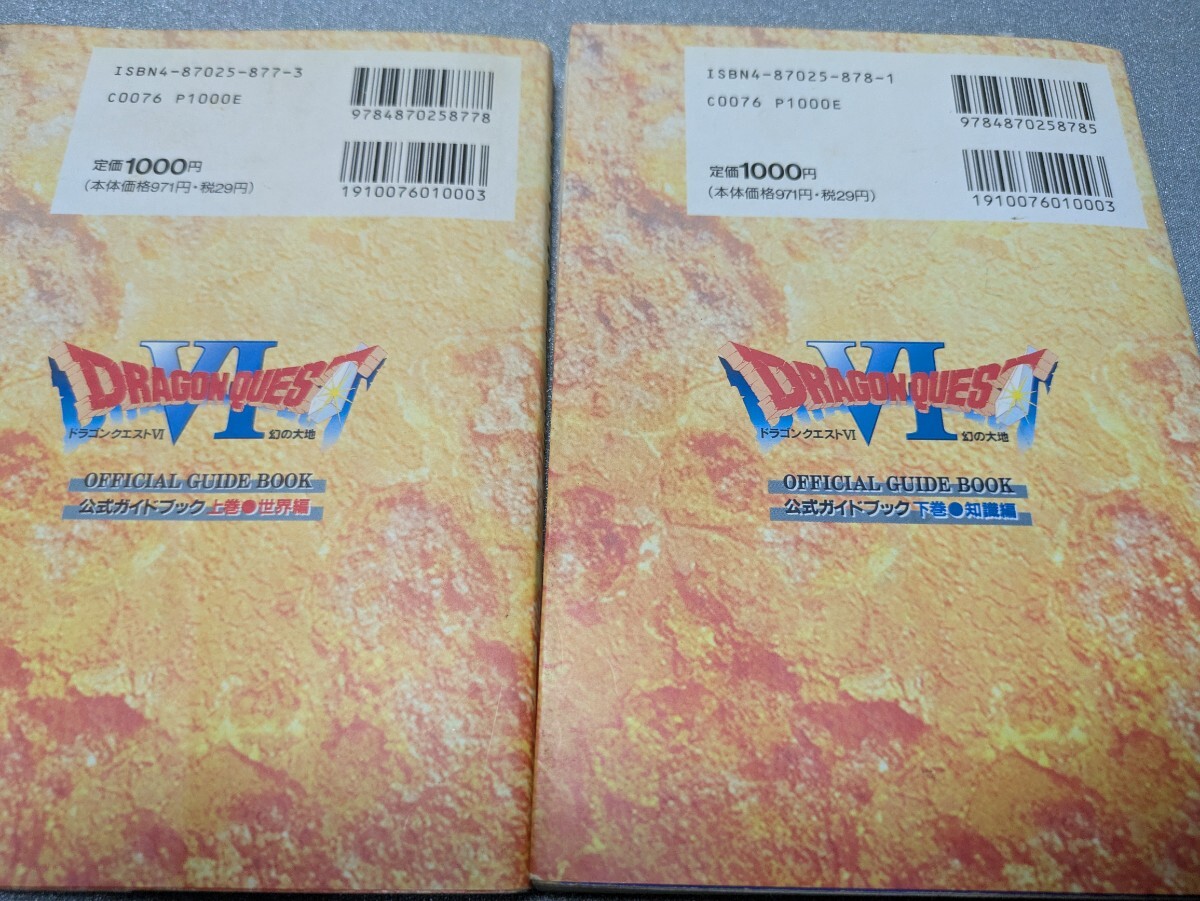 ISBN4-87025-877-3
C0076 P1000E
9784870258778
定価1000円
(本体価格971円・税29円)
1910076010003
VI
DRAGON QUEST
ドラゴンクエストVI 幻の大地
OFFICIAL GUIDE BOOK
公式ガイドブック 上巻●世界編
ISBN4-87025-878-1
C0076 P1000E
9784870258785
定価1000円
(本体価格971円・税29円)
1910076010003
VI
DRAGON QUEST
ドラゴンクエストVI 幻の大地
OFFICIAL GUIDE BOOK
公式ガイドブック 下巻●知識編